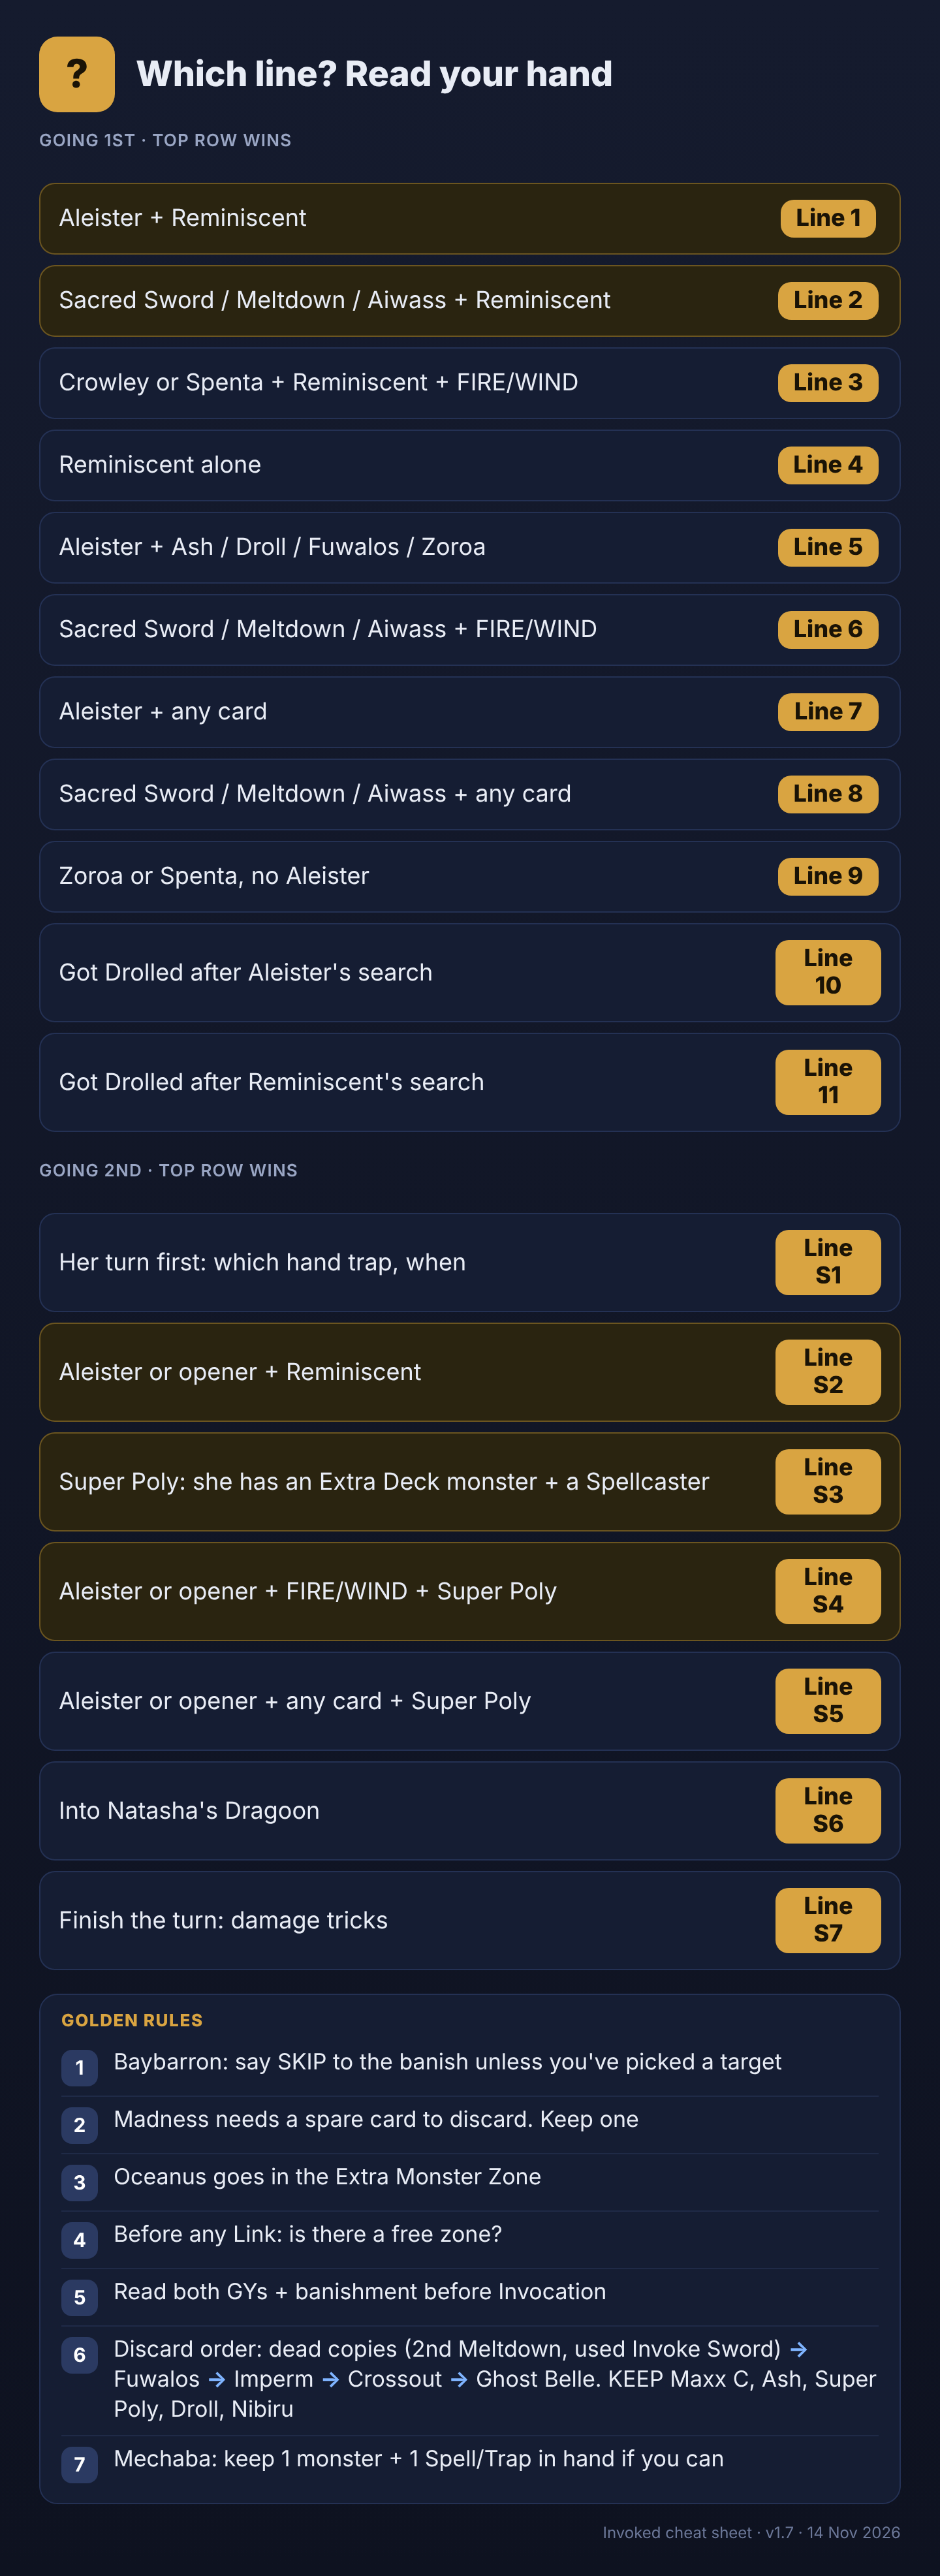 ?
Which line? Read your hand
GOING 1ST · TOP ROW WINS
Aleister + Reminiscent
Line 1
Sacred Sword / Meltdown / Aiwass + Reminiscent
Line 2
Crowley or Spenta + Reminiscent + FIRE/WIND
Line 3
Reminiscent alone
Line 4
Aleister + Ash / Droll / Fuwalos / Zoroa
Line 5
Sacred Sword / Meltdown / Aiwass + FIRE/WIND
Line 6
Aleister + any card
Line 7
Sacred Sword / Meltdown / Aiwass + any card
Line 8
Zoroa or Spenta, no Aleister
Line 9
Got Drolled after Aleister's search
Line
10
Got Drolled after Reminiscent's search
Line
11
GOING 2ND · TOP ROW WINS
Her turn first: which hand trap, when
Line
S1
Aleister or opener + Reminiscent
Line
S2
Super Poly: she has an Extra Deck monster + a Spellcaster
Line
S3
Aleister or opener + FIRE/WIND + Super Poly
Line
S4
Aleister or opener + any card + Super Poly
Line
S5
Into Natasha's Dragoon
Line
S6
Finish the turn: damage tricks
Line
S7
GOLDEN RULES
1 Baybarron: say SKIP to the banish unless you've picked a target
2 Madness needs a spare card to discard. Keep one
3 Oceanus goes in the Extra Monster Zone
4 Before any Link: is there a free zone?
5 Read both GYs + banishment before Invocation
6 Discard order: dead copies (2nd Meltdown, used Invoke Sword) →
Fuwalos → Imperm → Crossout → Ghost Belle. KEEP Maxx C, Ash, Super
Poly, Droll, Nibiru
7 Mechaba: keep 1 monster + 1 Spell/Trap in hand if you can
Invoked cheat sheet · v1.7 · 14 Nov 2026